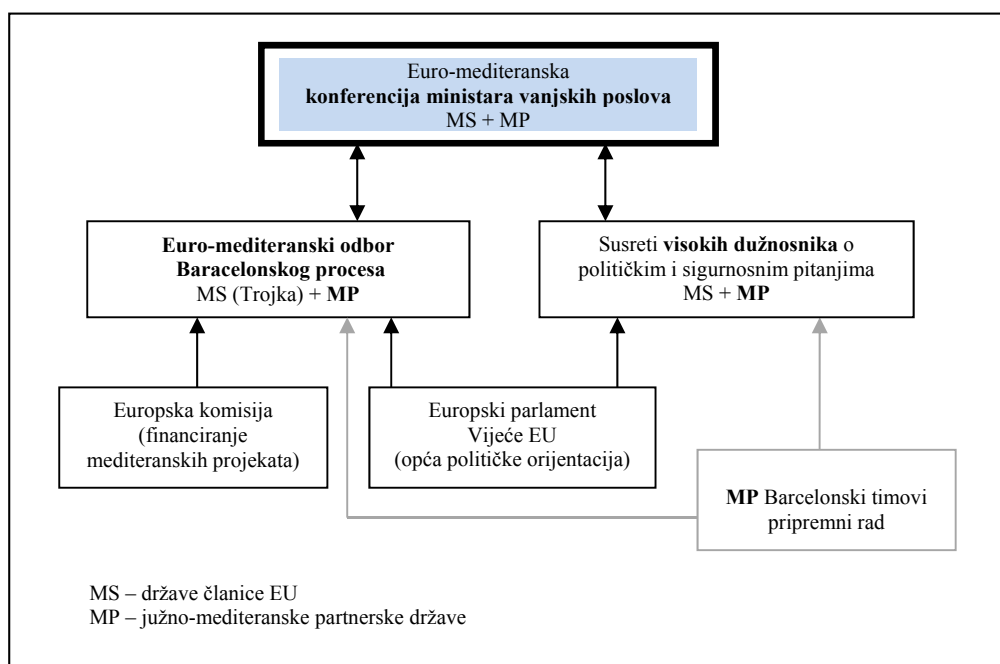 Euro-mediteranska
konferencija ministara vanjskih poslova
MS + MP
Euro-mediteranski odbor
Baracelonskog procesa
MS (Trojka) + MP
Susreti visokih dužnosnika o
političkim i sigurnosnim pitanjima
MS + MP
Europska komisija
(financiranje
mediteranskih projekata)
Europski parlament
Vijeće EU
(opća političke orijentacija)
MP Barcelonski timovi
pripremni rad
MS – države članice EU
MP – južno-mediteranske partnerske države